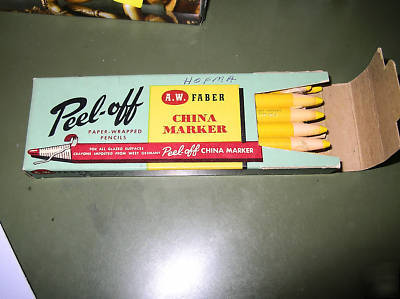 HOFMA
Peel-off
PAPER-WRAPPED
PENCILS
A.W. FABER
CHINA
MARKER
FOR ALL GLAZED SURFACES
CRAYONS IMPORTED FROM WEST GERMANY
Peel-off CHINA MARKER